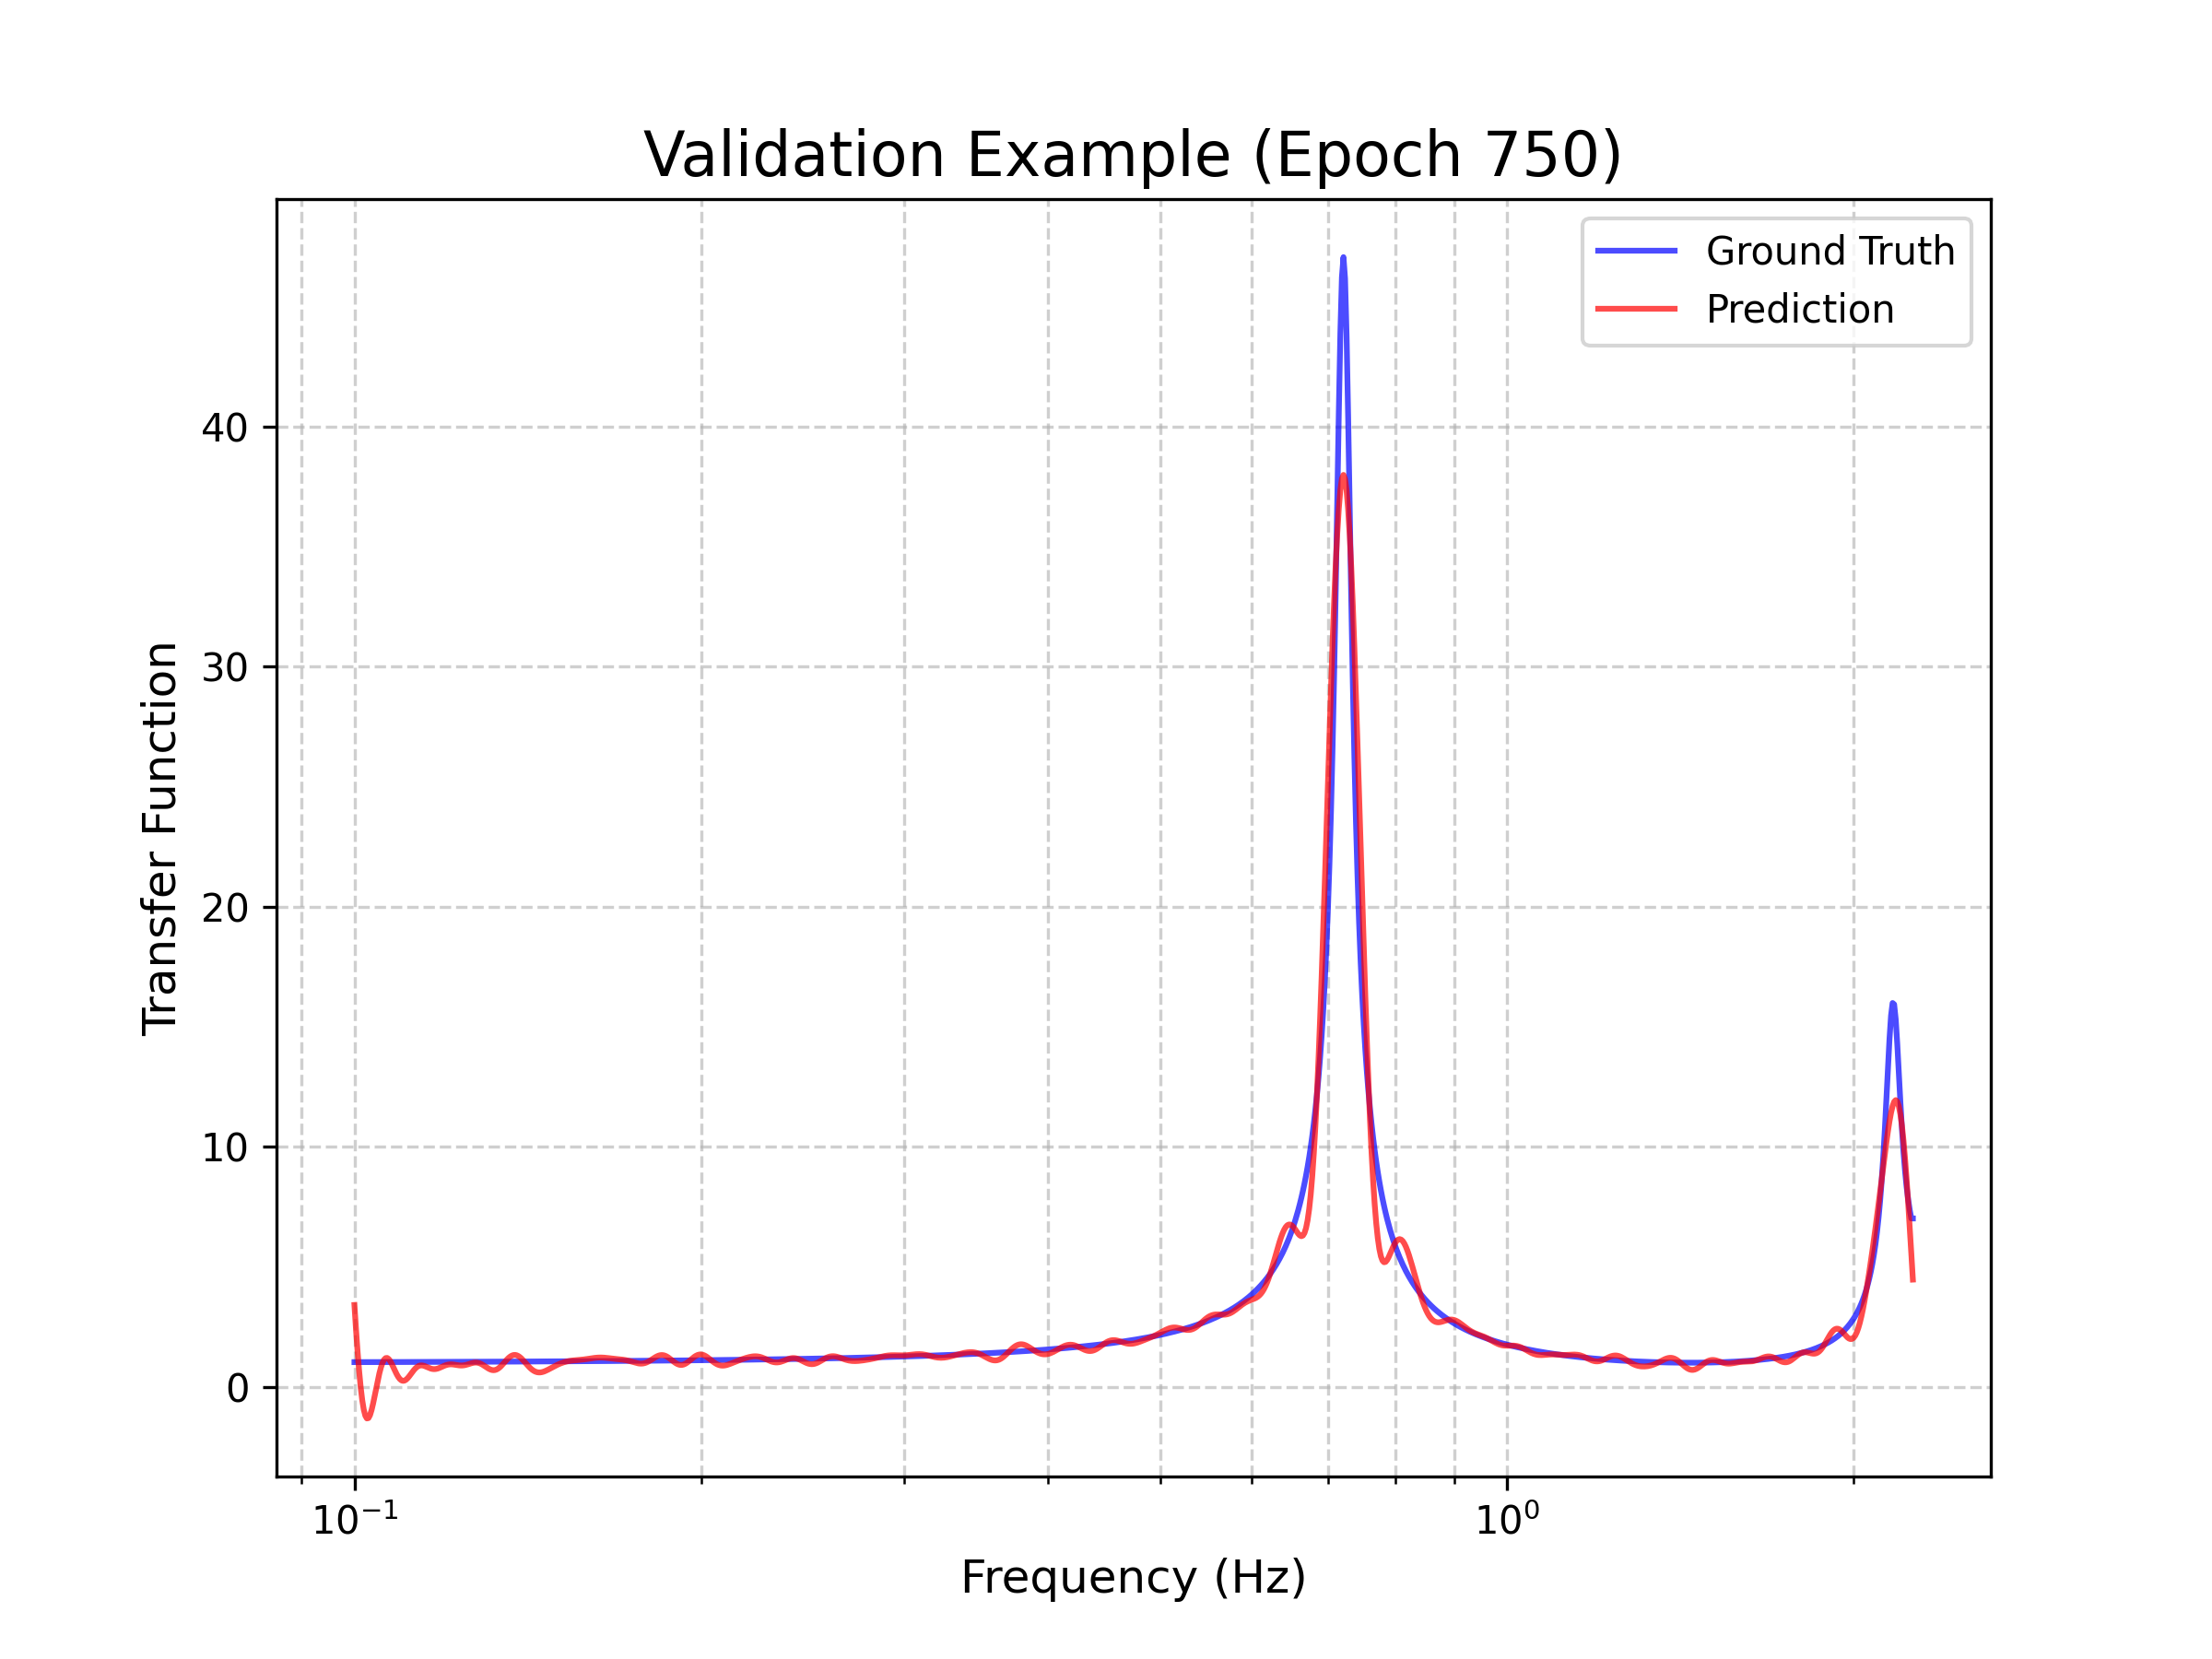 Validation Example (Epoch 750)
Ground Truth
Prediction
Transfer Function
40
30
20
10
0
10⁻¹
10⁰
Frequency (Hz)